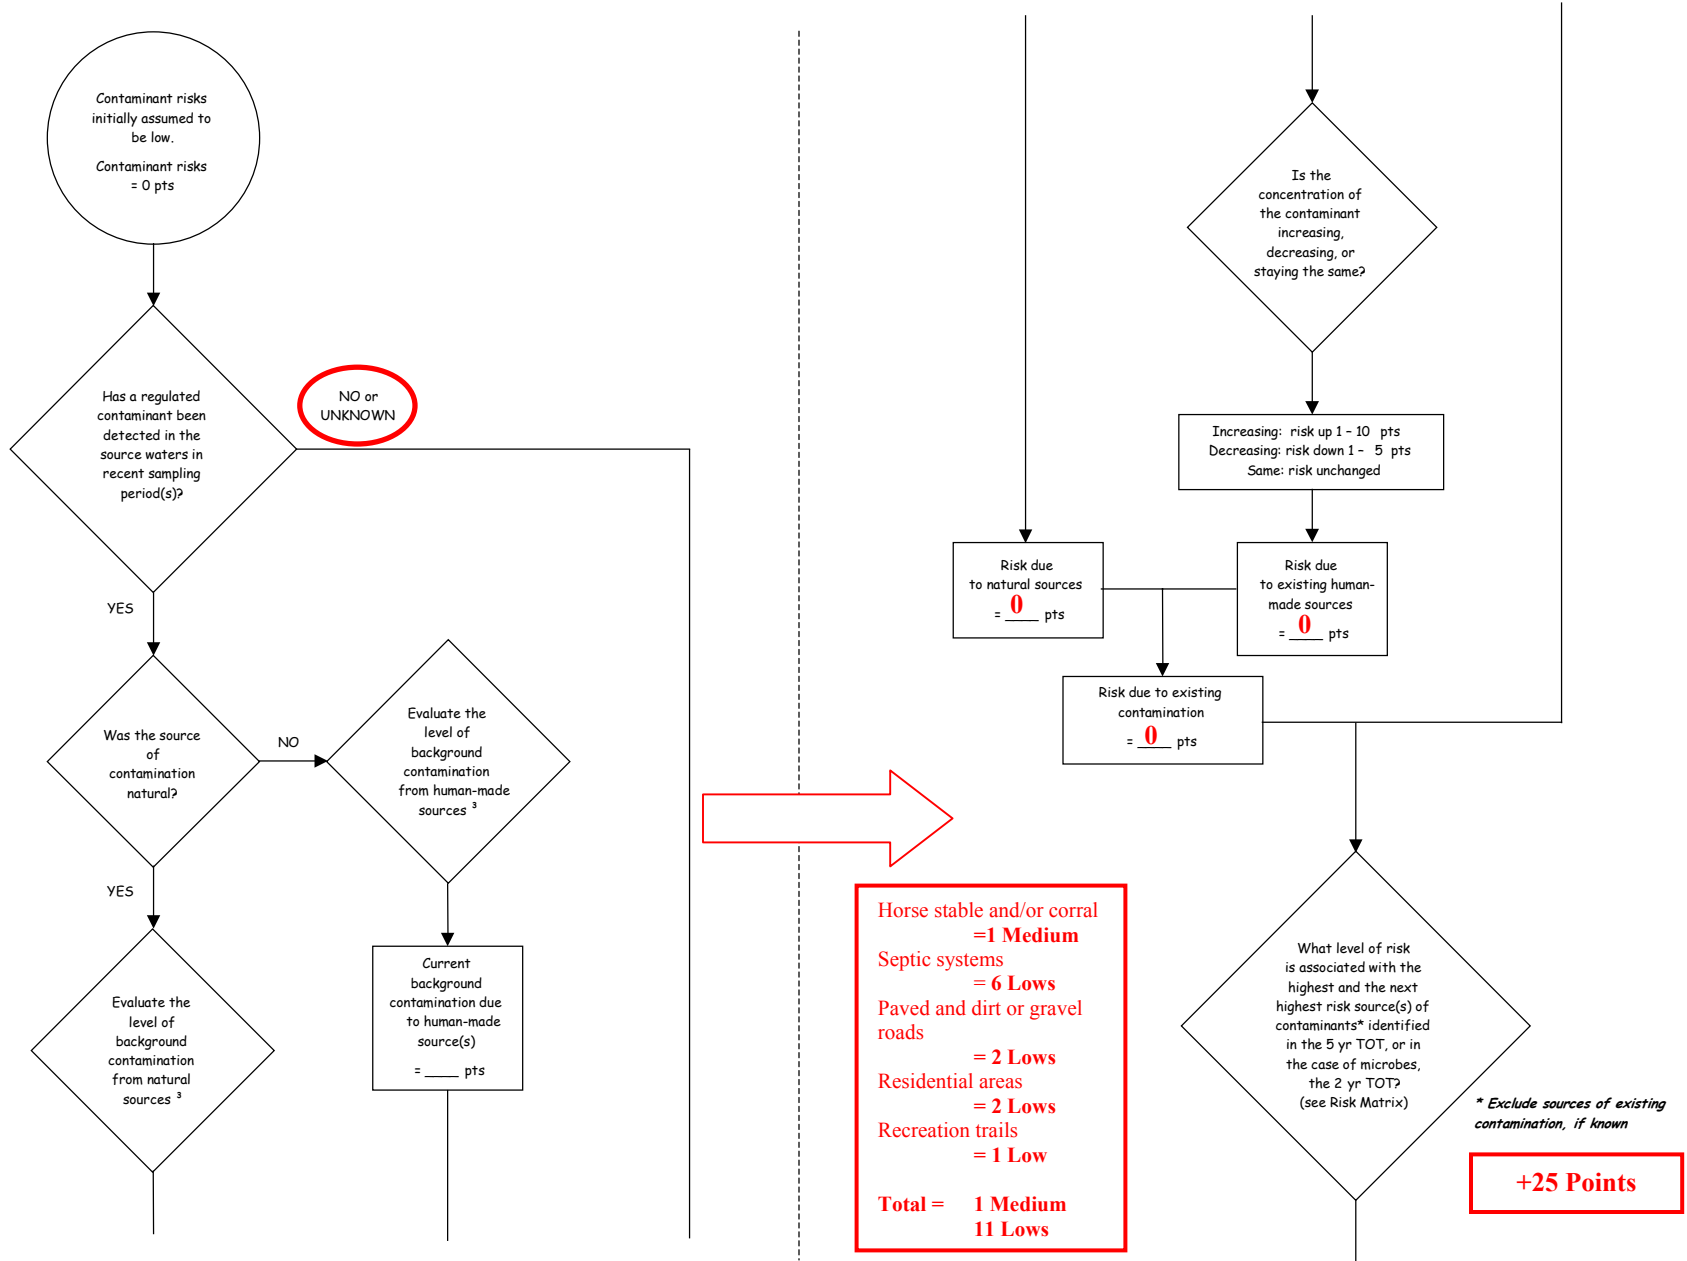 Contaminant risks
initially assumed to
be low.
Contaminant risks
= 0 pts
Has a regulated
contaminant been
detected in the
source waters in
recent sampling
period(s)?
NO or
UNKNOWN
YES
Was the source
of
contamination
natural?
NO
Evaluate the
level of
background
contamination
from human-made
sources ³
YES
Evaluate the
level of
background
contamination
from natural
sources ³
Current
background
contamination due
to human-made
source(s)
= ____ pts
Is the
concentration of
the contaminant
increasing,
decreasing, or
staying the same?
Increasing: risk up 1 – 10 pts
Decreasing: risk down 1 – 5 pts
Same: risk unchanged
Risk due
to natural sources
= 0 pts
Risk due
to existing human-
made sources
= 0 pts
Risk due to existing
contamination
= 0 pts
Horse stable and/or corral
=1 Medium
Septic systems
= 6 Lows
Paved and dirt or gravel
roads
= 2 Lows
Residential areas
= 2 Lows
Recreation trails
= 1 Low
Total = 1 Medium
11 Lows
What level of risk
is associated with the
highest and the next
highest risk source(s) of
contaminants* identified
in the 5 yr TOT, or in
the case of microbes,
the 2 yr TOT?
(see Risk Matrix)
* Exclude sources of existing
contamination, if known
+25 Points